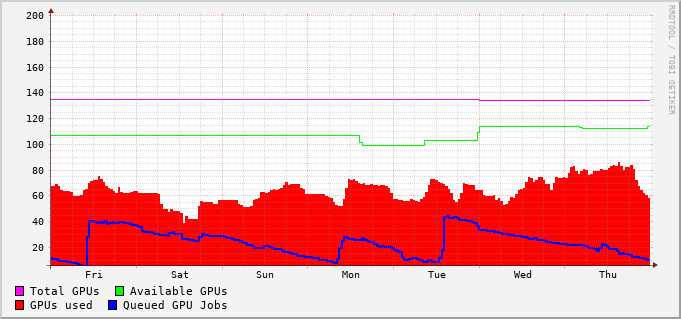 200
180
160
140
120
100
80
60
40
20
Fri Sat Sun Mon Tue Wed Thu
Total GPUs Available GPUs
GPUs used Queued GPU Jobs
RRDTOOL / TOBI OETIKER